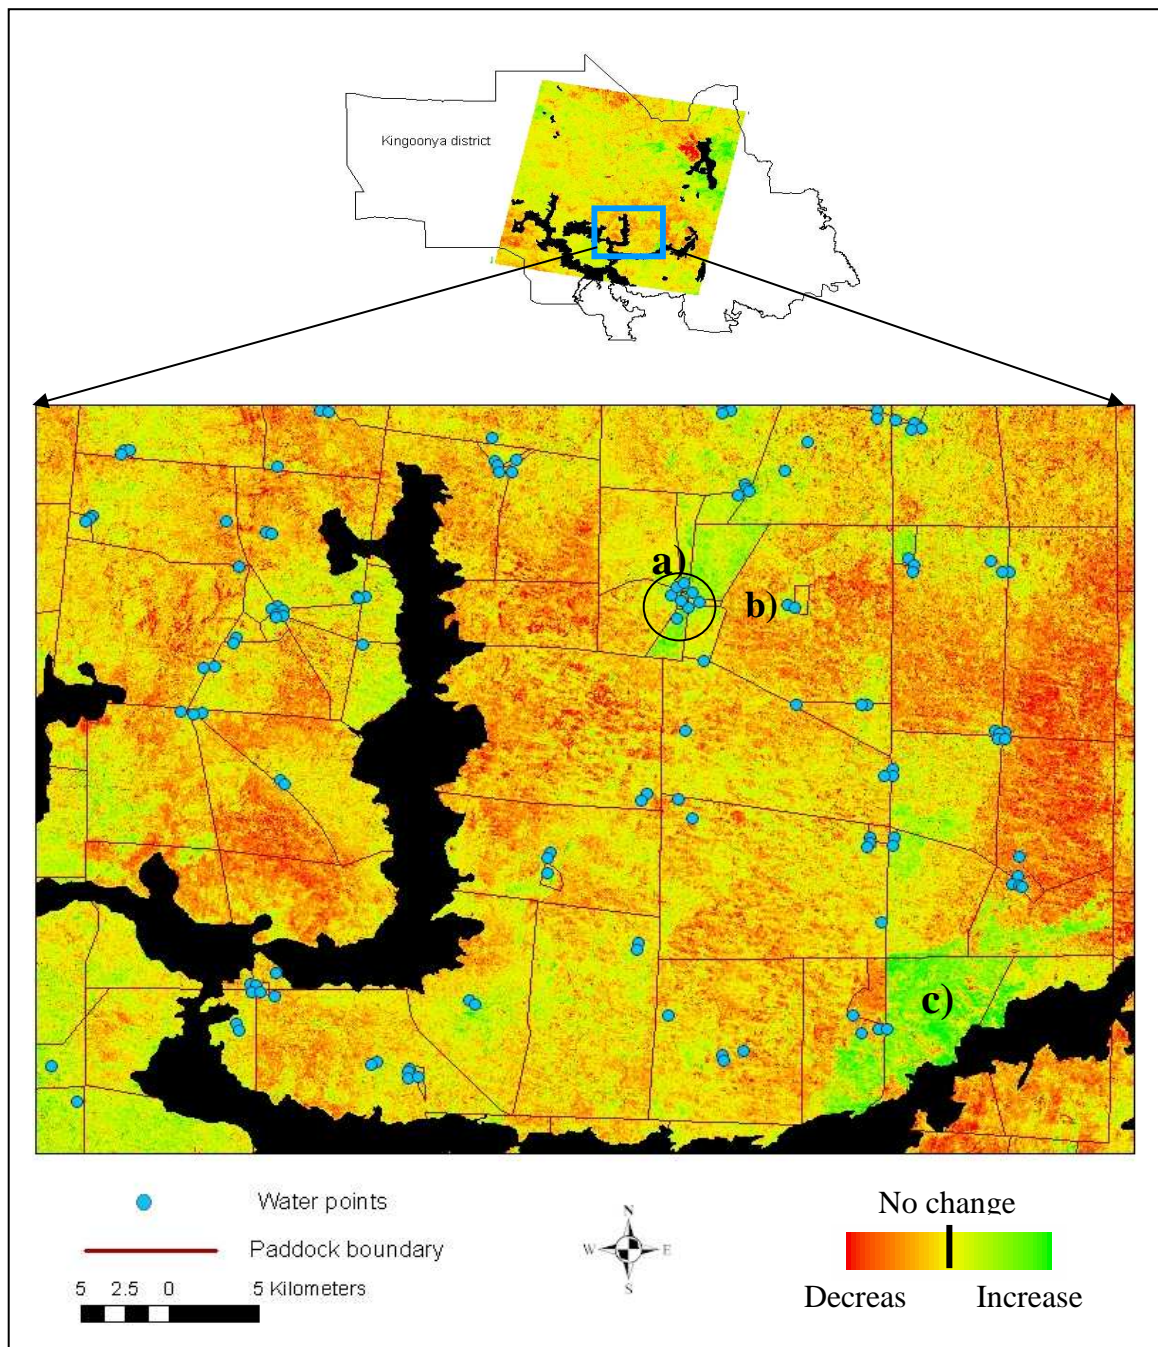 Kingoonya district
a)
b)
c)
Water points
Paddock boundary
5 2.5 0 5 Kilometers
N
W E
S
No change
Decreas Increase